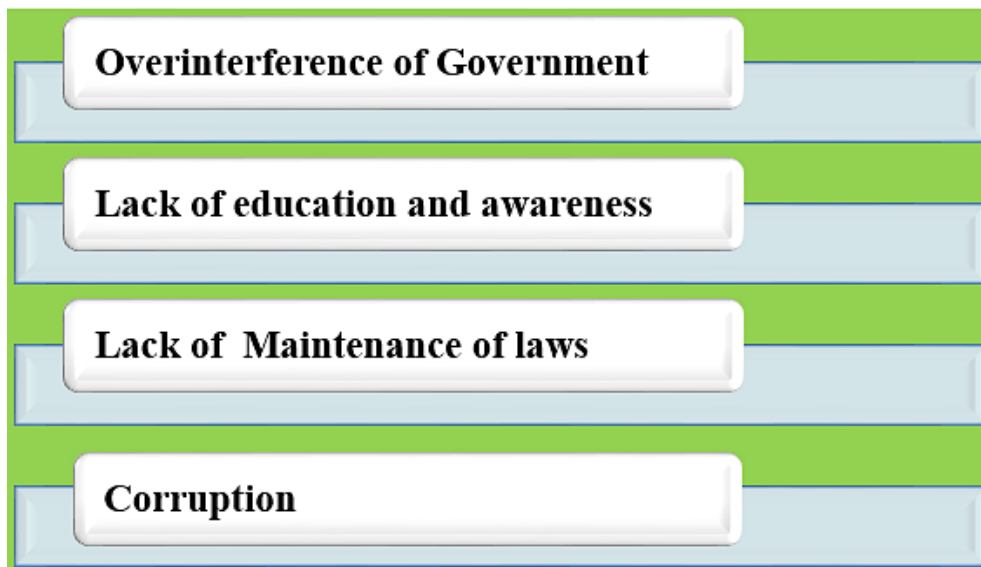 Overinterference of Government
Lack of education and awareness
Lack of  Maintenance of laws
Corruption